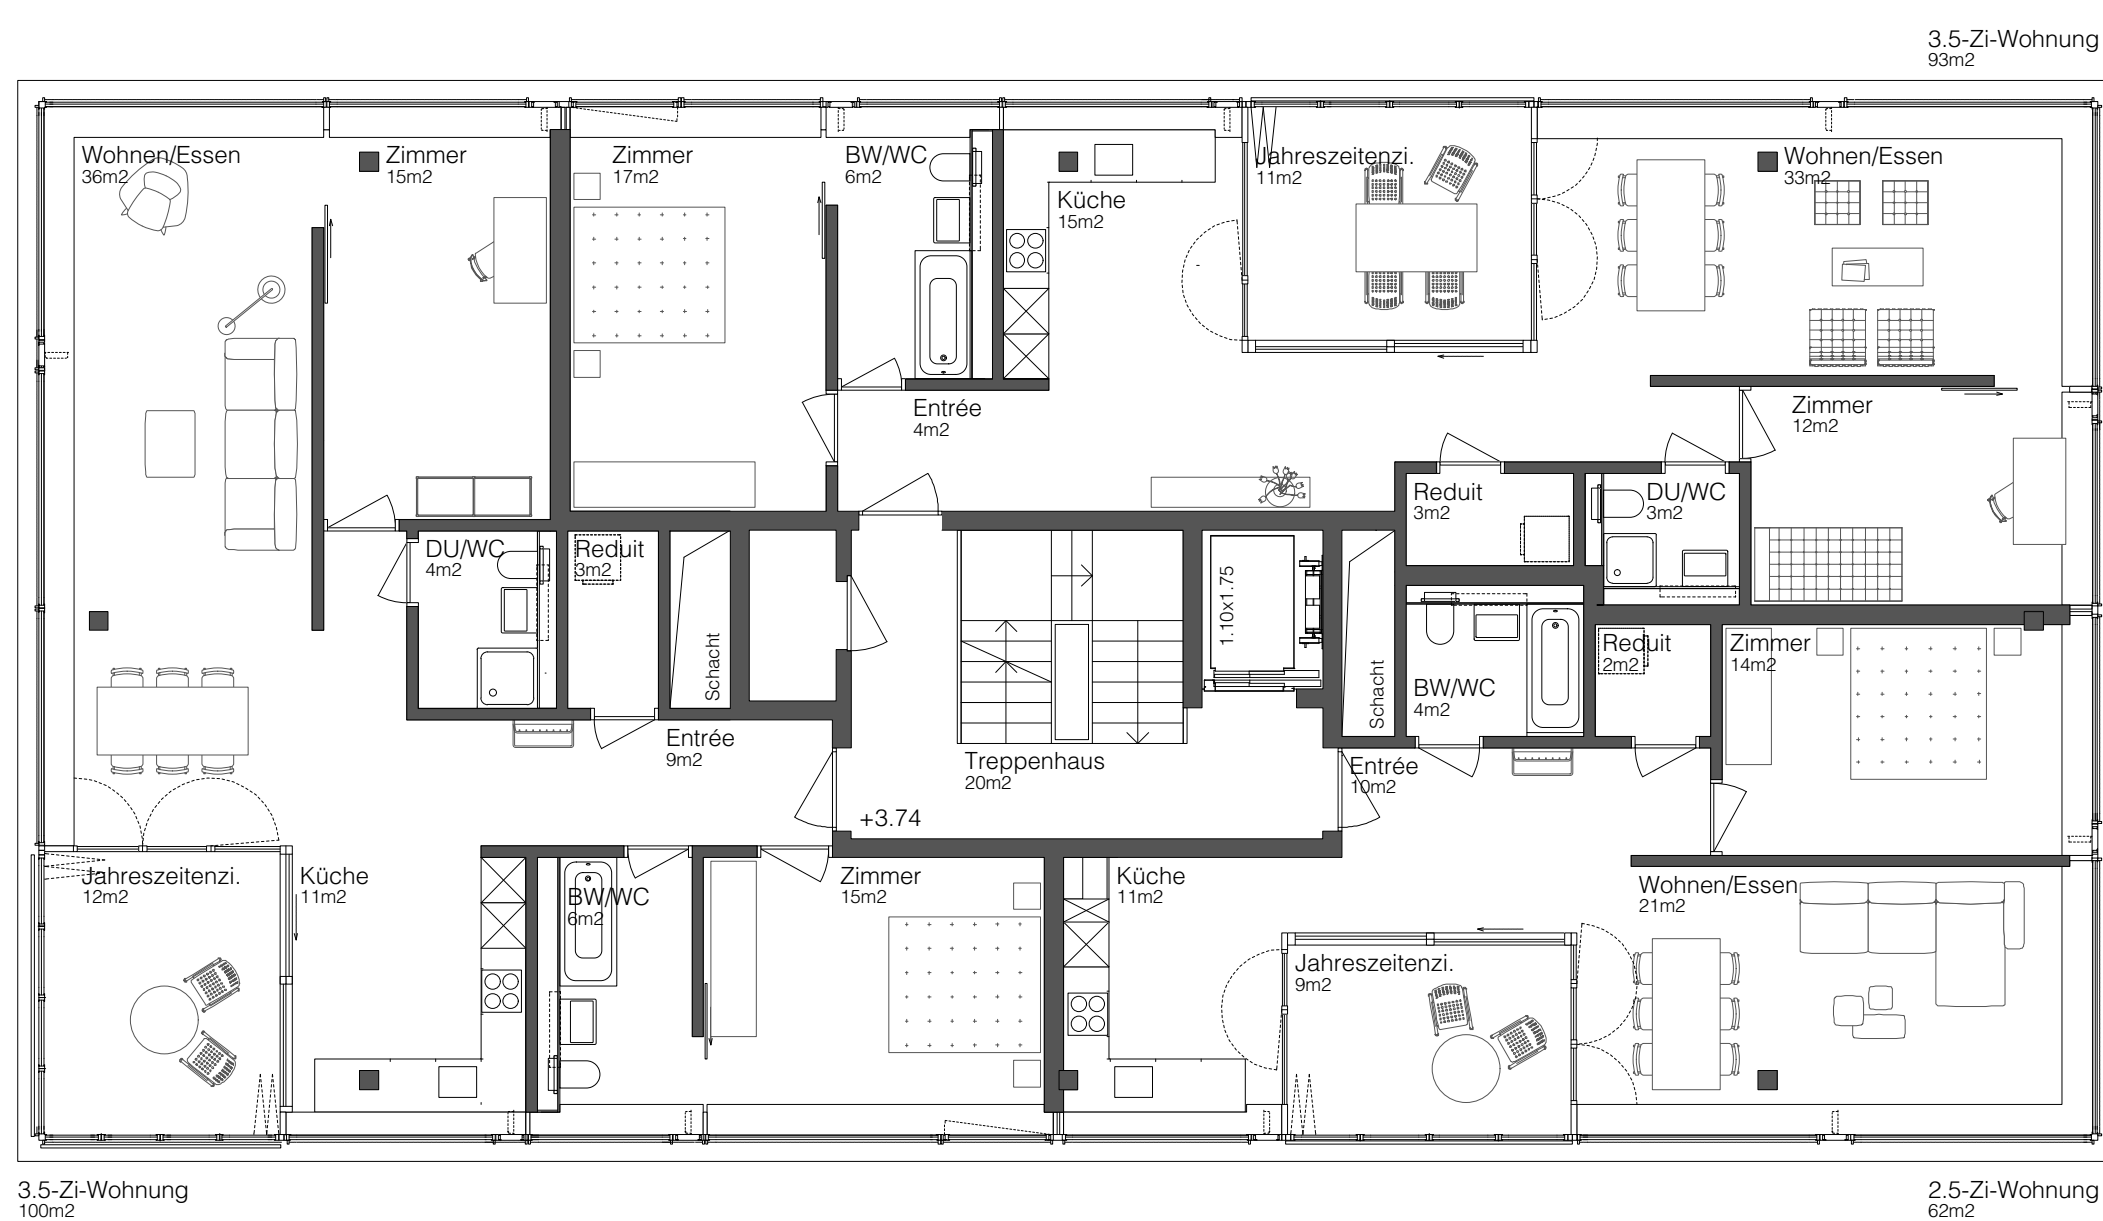 3.5-Zi-Wohnung
93m2
Wohnen/Essen
36m2
Zimmer
15m2
Zimmer
17m2
BW/WC
6m2
Küche
15m2
Jahreszeitenzi.
11m2
Wohnen/Essen
33m2
Entrée
4m2
Zimmer
12m2
Reduit
3m2
DU/WC
3m2
DU/WC
4m2
Reduit
3m2
Schacht
1.10x1.75
Schacht
BW/WC
4m2
Reduit
2m2
Zimmer
14m2
Entrée
9m2
Treppenhaus
20m2
Entrée
10m2
+3.74
Jahreszeitenzi.
12m2
Küche
11m2
BW/WC
6m2
Zimmer
15m2
Küche
11m2
Jahreszeitenzi.
9m2
Wohnen/Essen
21m2
3.5-Zi-Wohnung
100m2
2.5-Zi-Wohnung
62m2